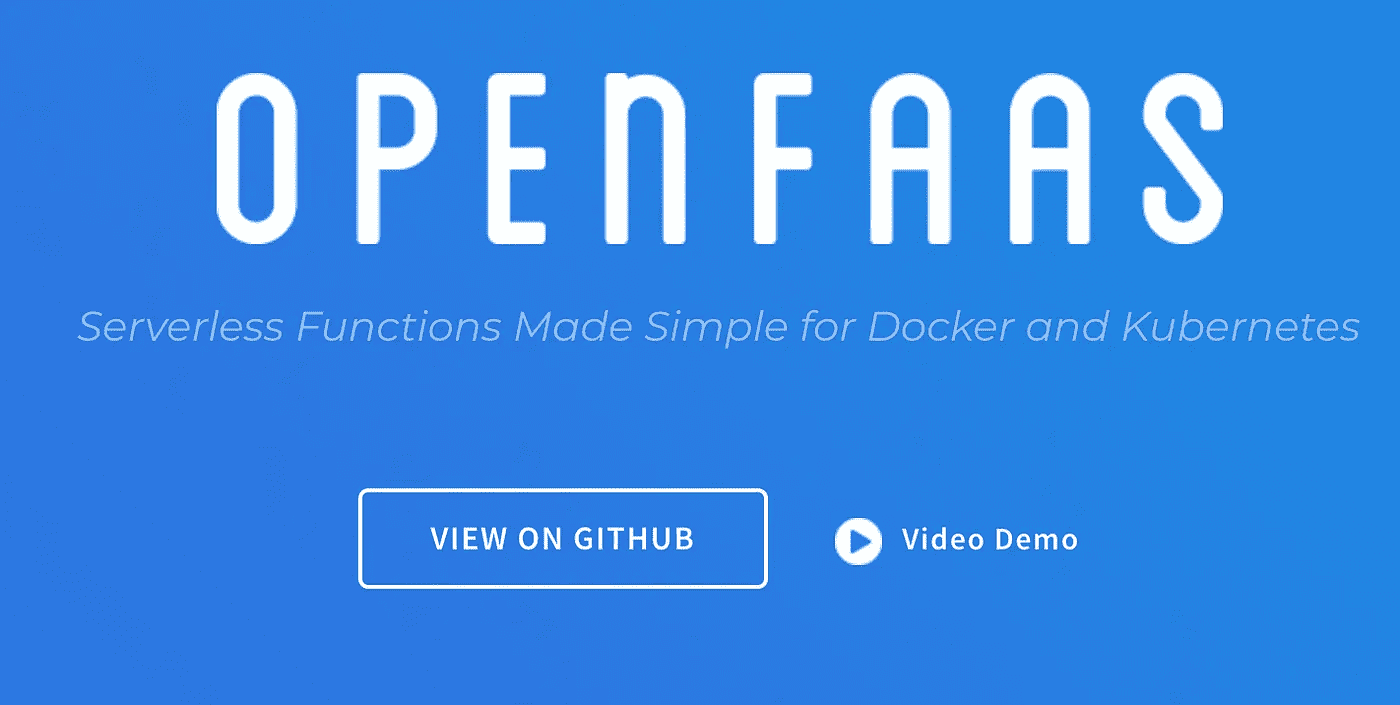 OPENFAAS
Serverless Functions Made Simple for Docker and Kubernetes
VIEW ON GITHUB
Video Demo